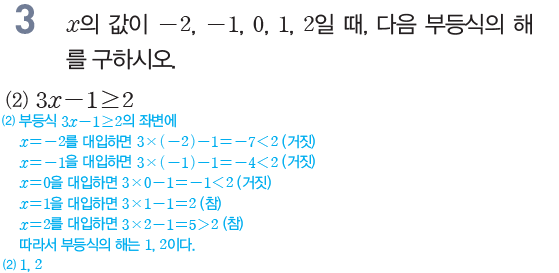 3 x의 값이 −2, −1, 0, 1, 2일 때, 다음 부등식의 해
를 구하시오.
(2) 3x−1≥2
(2) 부등식 3x−1≥2의 좌변에
x=−2를 대입하면 3×(−2)−1=−7<2 (거짓)
x=−1을 대입하면 3×(−1)−1=−4<2 (거짓)
x=0을 대입하면 3×0−1=−1<2 (거짓)
x=1을 대입하면 3×1−1=2 (참)
x=2를 대입하면 3×2−1=5>2 (참)
따라서 부등식의 해는 1, 2이다.
(2) 1, 2